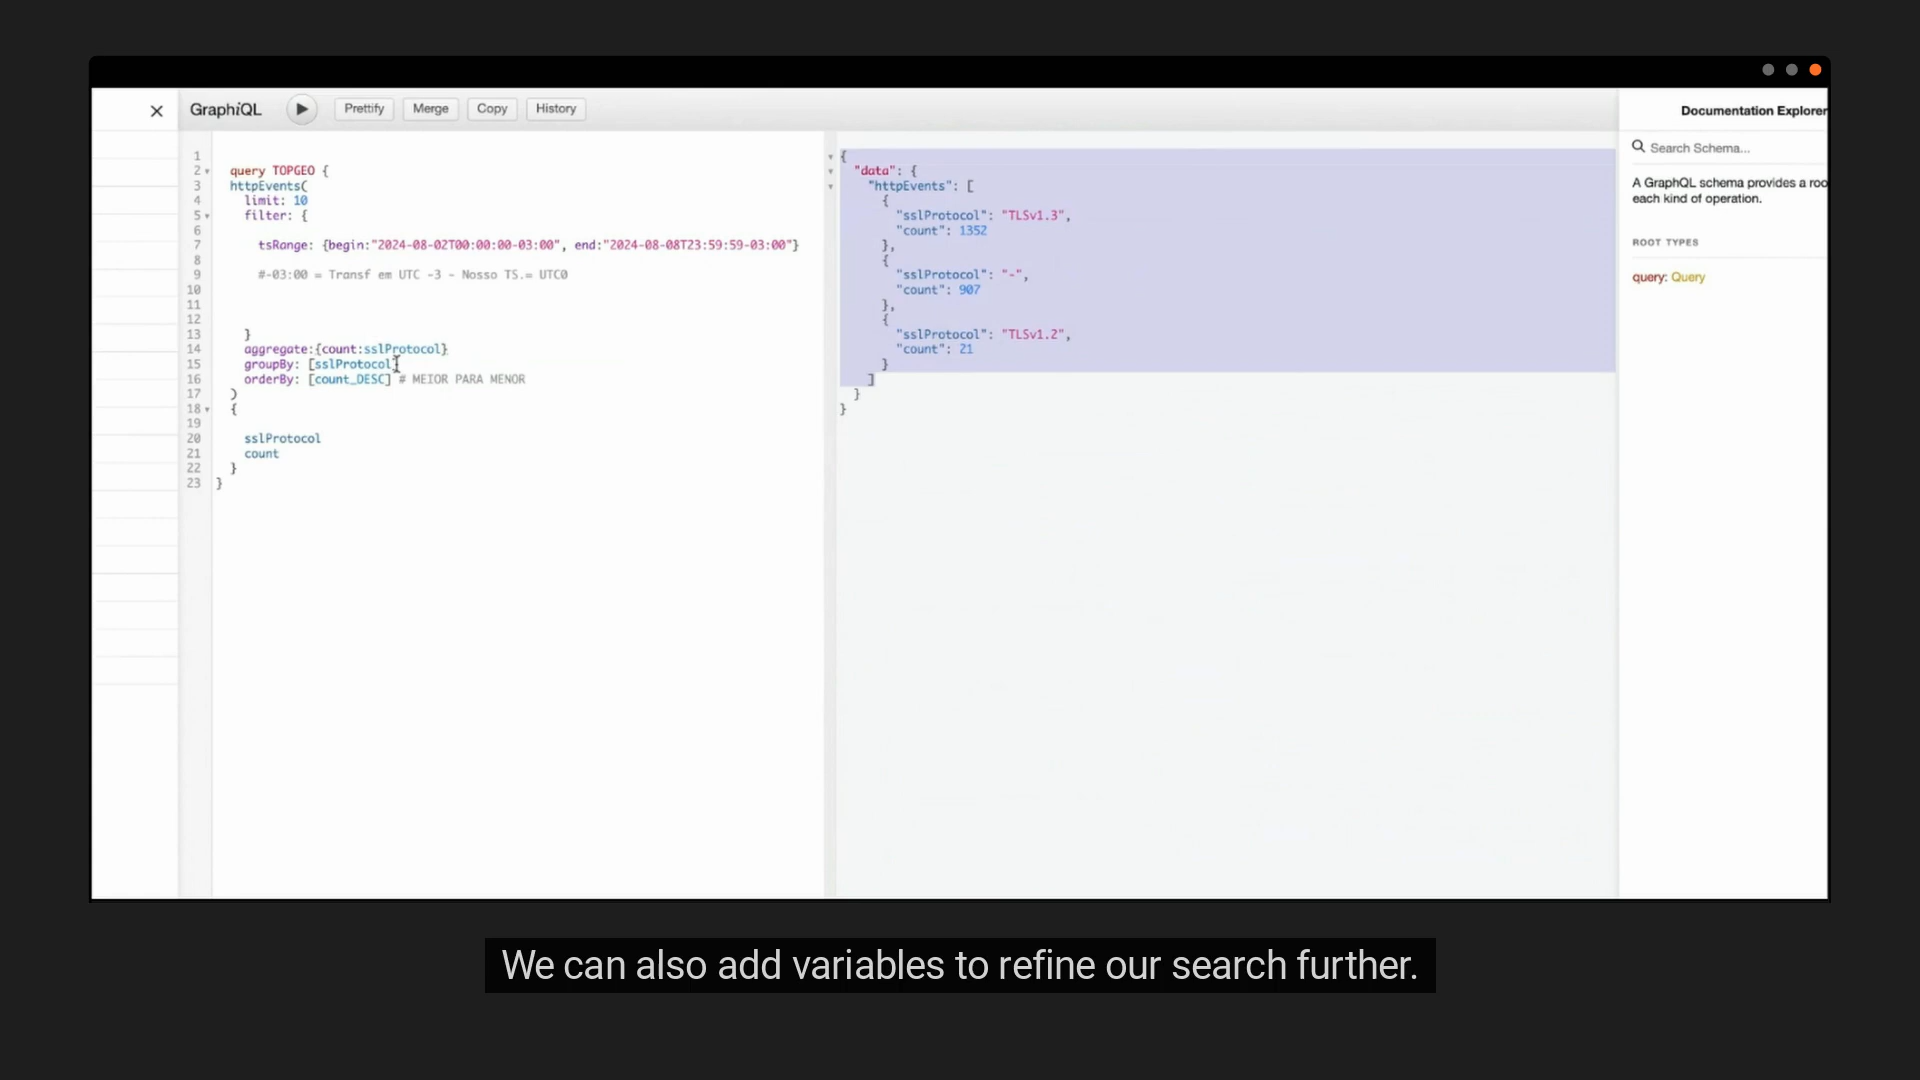 GraphiQL
Prettify
Merge
Copy
History
1
2 query TOPGEO {
3 httpEvents(
4 limit: 10
5 filter: {
6
7 tsRange: {begin:"2024-08-02T00:00:00-03:00", end:"2024-08-08T23:59:59-03:00"}
8
9 #-03:00 = Transf em UTC -3 - Nosso TS.= UTC0
10
11
12
13 }
14 aggregate:{count:sslProtocol}
15 groupBy: [sslProtocol]
16 orderBy: [count_DESC] # MEIOR PARA MENOR
17 )
18 {
19
20 sslProtocol
21 count
22 }
23 }
{
"data": {
"httpEvents": [
{
"sslProtocol": "TLSv1.3",
"count": 1352
},
{
"sslProtocol": "-",
"count": 907
},
{
"sslProtocol": "TLSv1.2",
"count": 21
}
]
}
}
Documentation Explorer
Search Schema...
A GraphQL schema provides a roo
each kind of operation.
ROOT TYPES
query: Query
We can also add variables to refine our search further.